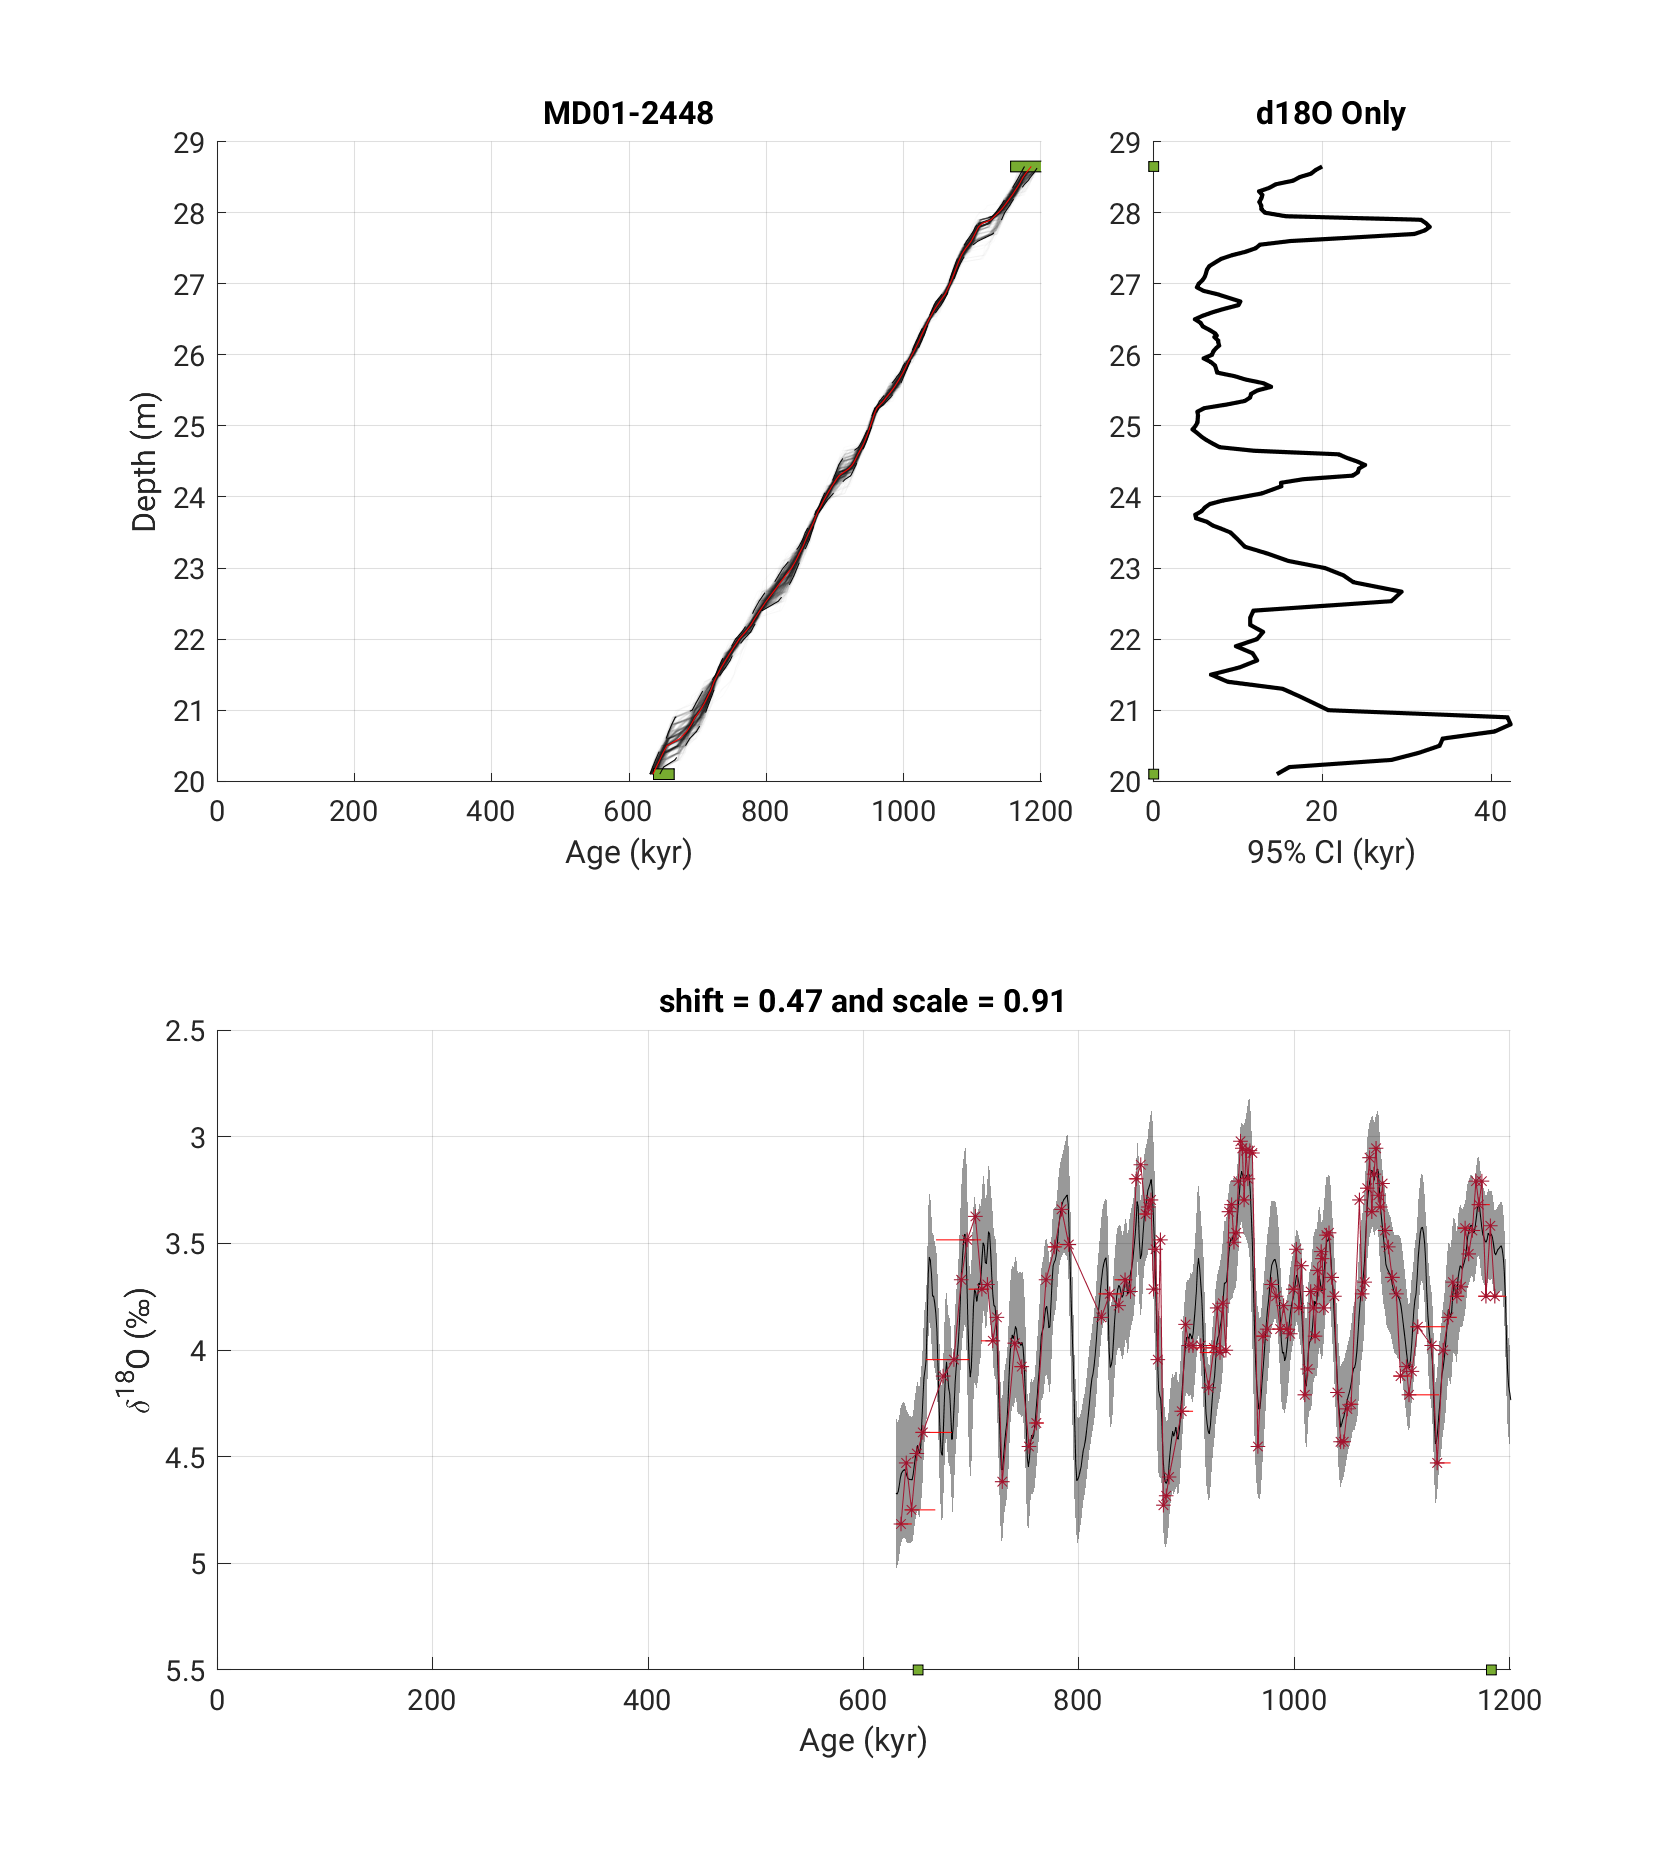 MD01-2448
29
28
27
26
25
24
23
22
21
20
Depth (m)
0 200 400 600 800 1000 1200
Age (kyr)
d18O Only
29
28
27
26
25
24
23
22
21
20
0 20 40
95% CI (kyr)
shift = 0.47 and scale = 0.91
2.5
3
3.5
4
4.5
5
5.5
δ¹⁸O (‰)
0 200 400 600 800 1000 1200
Age (kyr)